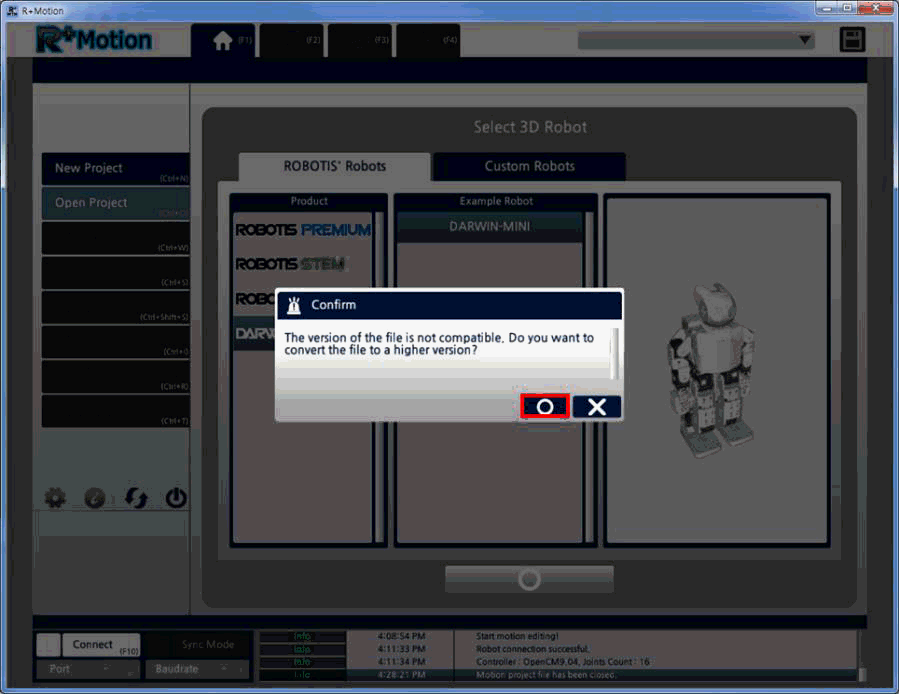 R+Motion
R+Motion
(F1)
(F2)
(F3)
(F4)
Select 3D Robot
ROBOTIS' Robots
Custom Robots
New Project
(Ctrl+N)
Open Project
(Ctrl+O)
(Ctrl+W)
(Ctrl+S)
(Ctrl+Shift+S)
(Ctrl+I)
(Ctrl+R)
(Ctrl+T)
Product
Example Robot
ROBOTIS PREMIUM
DARWIN-MINI
ROBOTIS STEM
Confirm
The version of the file is not compatible. Do you want to
convert the file to a higher version?
Connect
(F10)
Sync Mode
Port
Baudrate
Info 4:08:54 PM Start motion editing!
Info 4:11:33 PM Robot connection successful.
Info 4:11:34 PM Controller : OpenCM9.04, Joints Count : 16
Info 4:28:21 PM Motion project file has been closed.